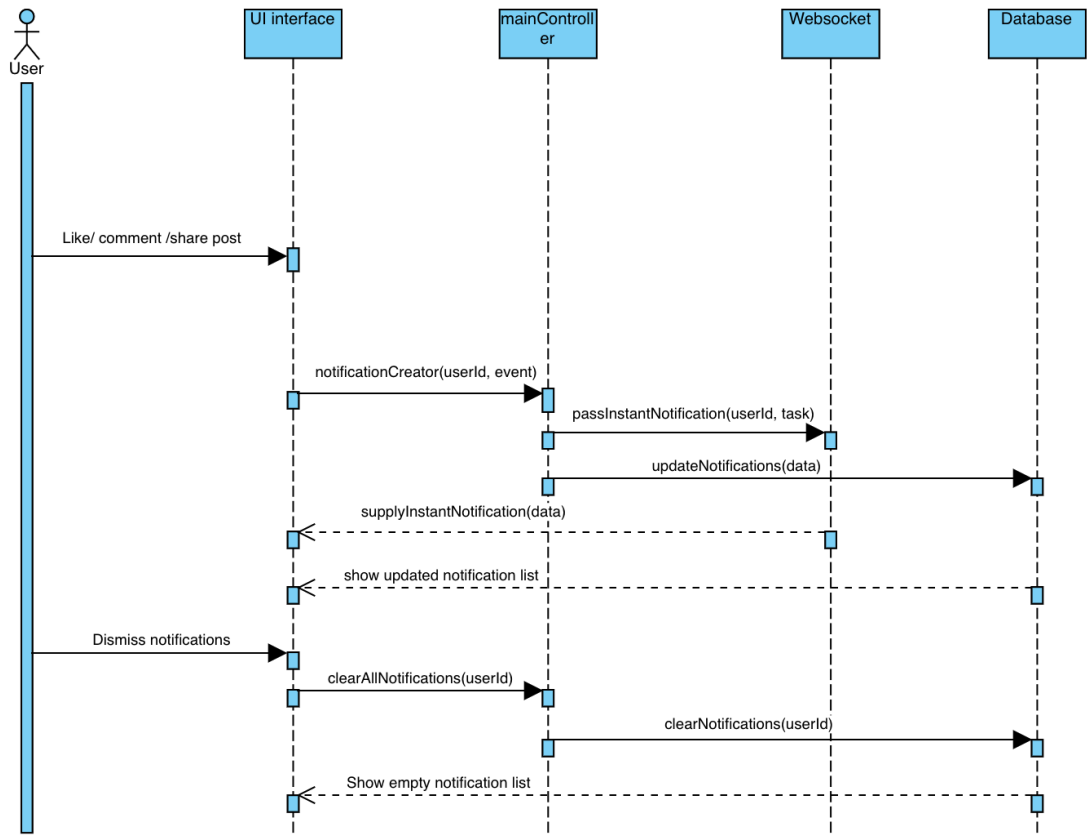 User
UI interface
mainControll
er
Websocket
Database
Like/ comment /share post
notificationCreator(userId, event)
passInstantNotification(userId, task)
updateNotifications(data)
supplyInstantNotification(data)
show updated notification list
Dismiss notifications
clearAllNotifications(userId)
clearNotifications(userId)
Show empty notification list